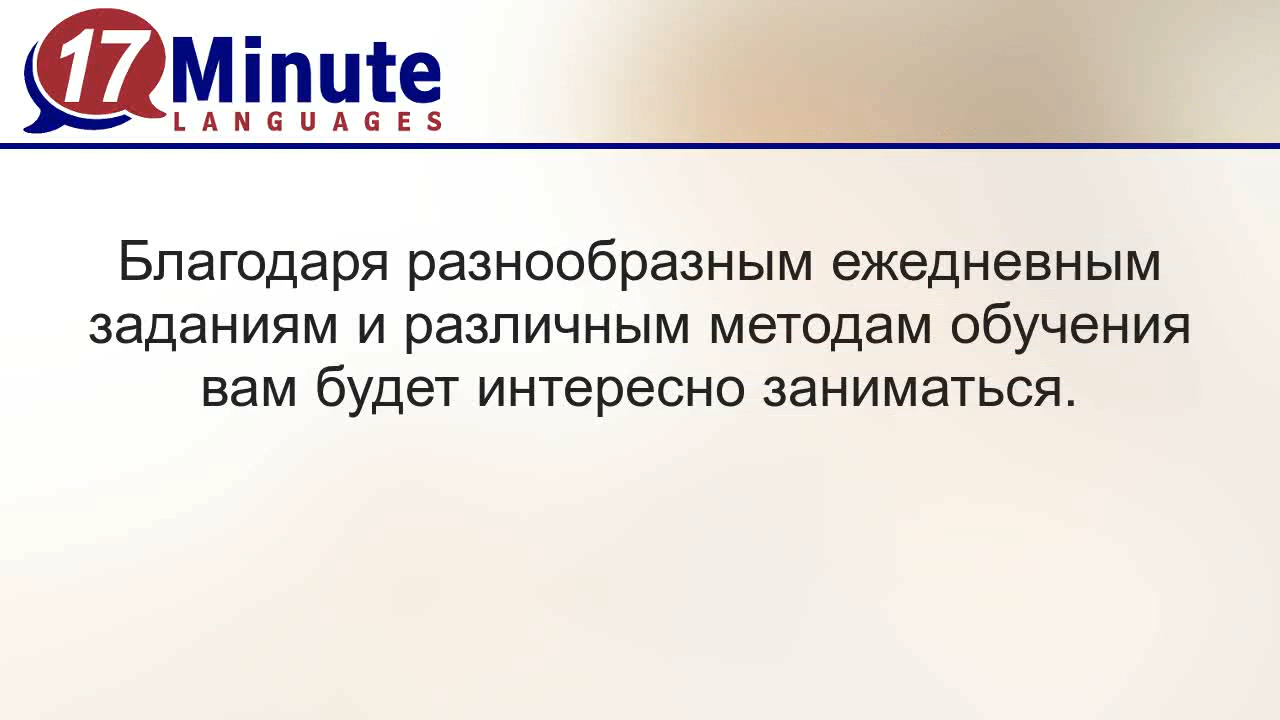 17 Minute
LANGUAGES
Благодаря разнообразным ежедневным
заданиям и различным методам обучения
вам будет интересно заниматься.